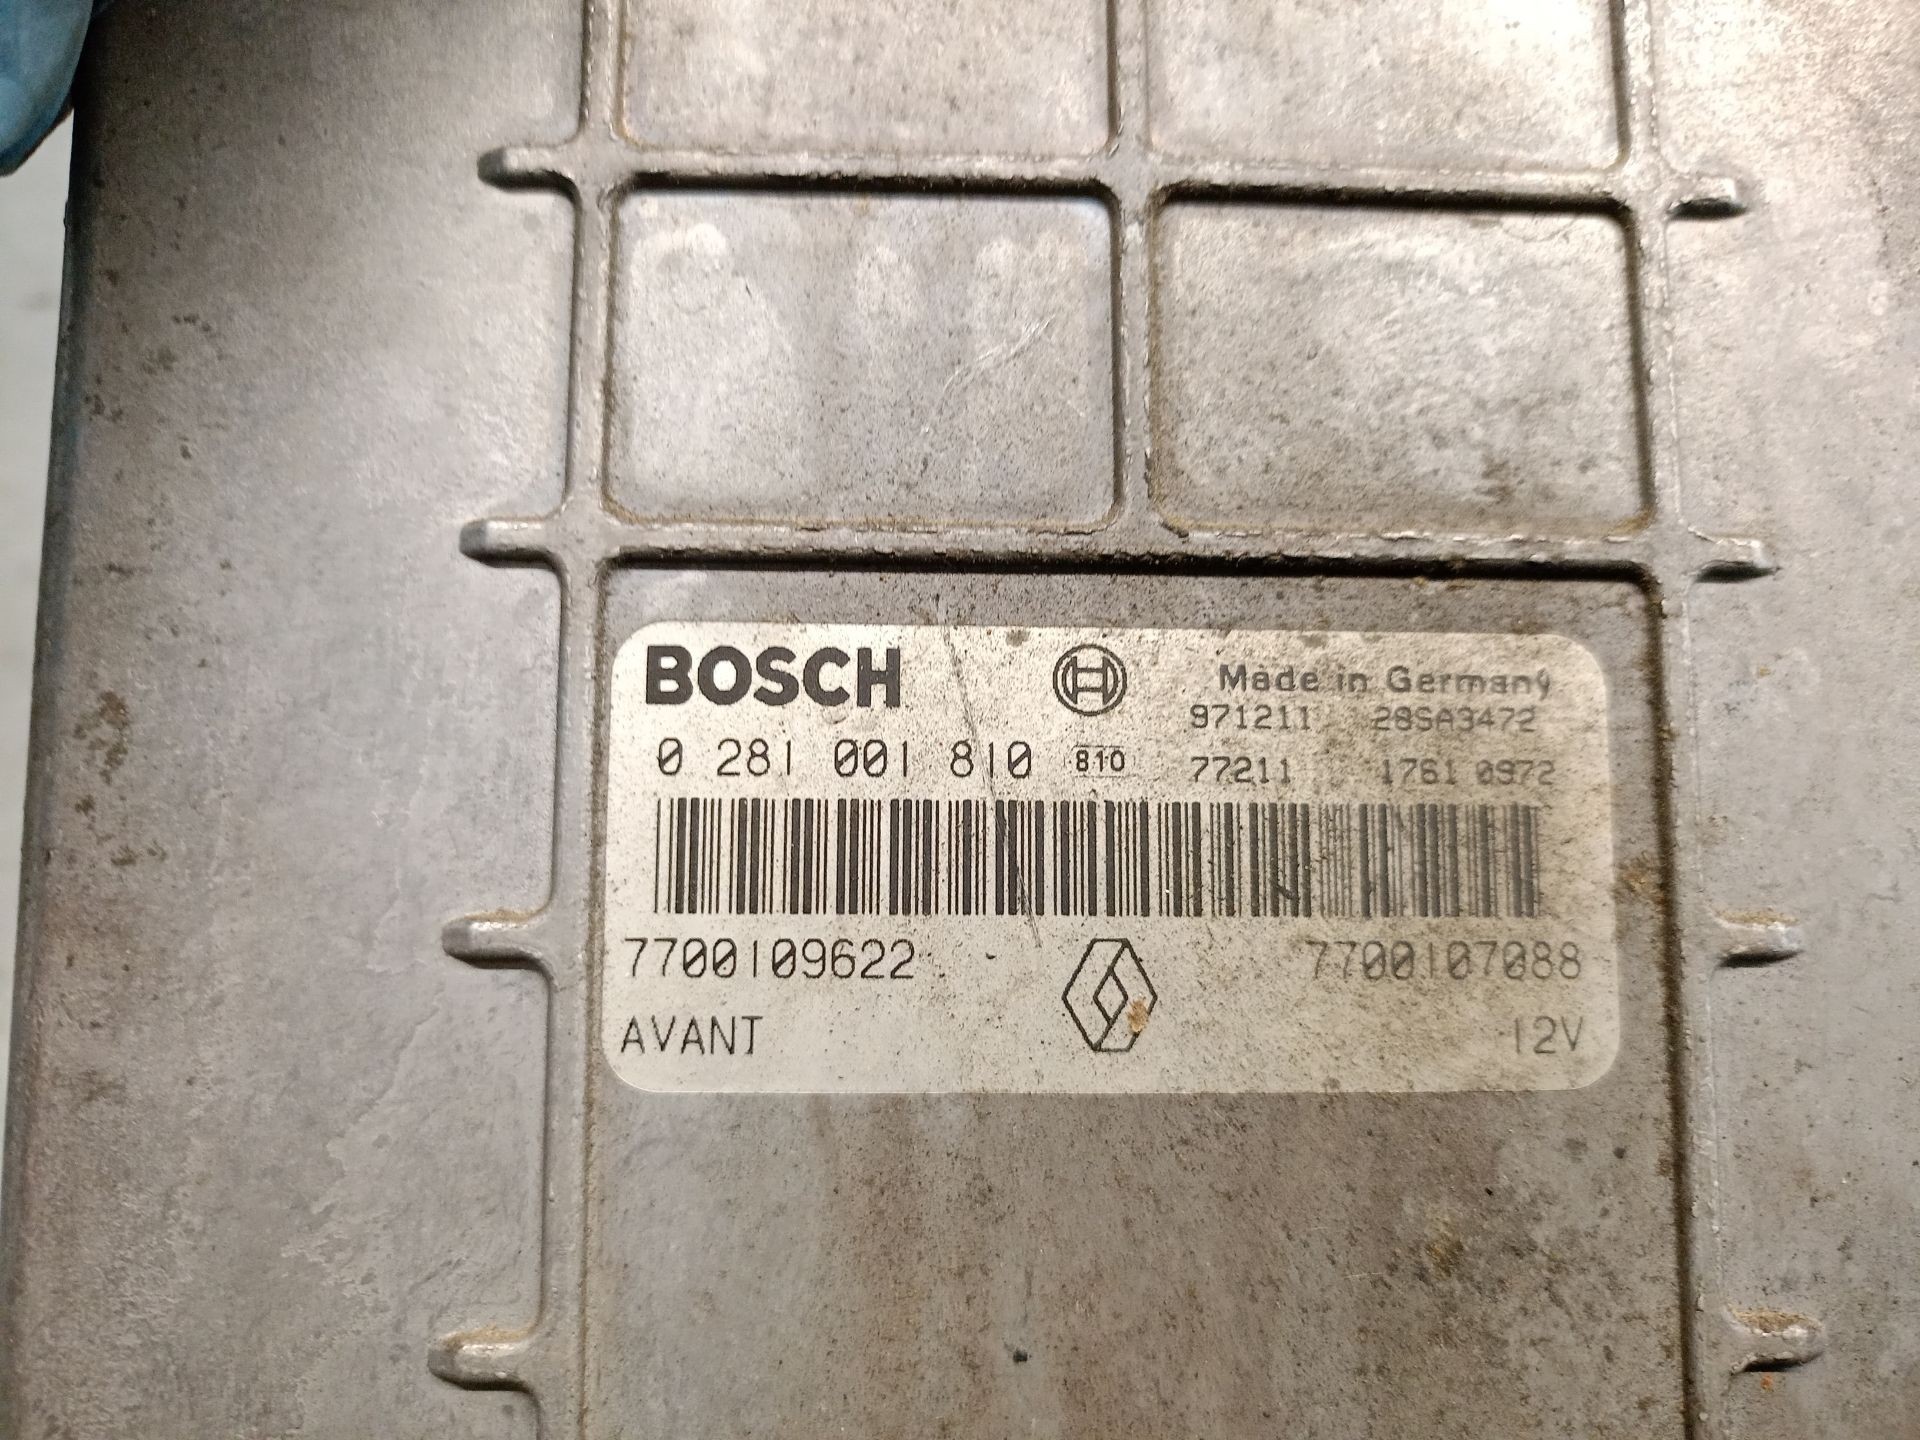 BOSCH
Made in Germany
971211 28SA3472
0 281 001 810 810 77211 1761 0972
7700109622 7700107088
AVANT 12V